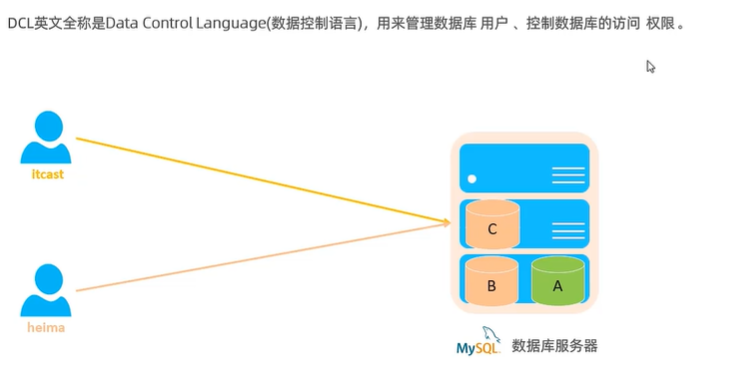 DCL英文全称是Data Control Language(数据控制语言)，用来管理数据库 用户 、控制数据库的访问 权限 。
itcast
C
B
A
heima
MySQL 数据库服务器